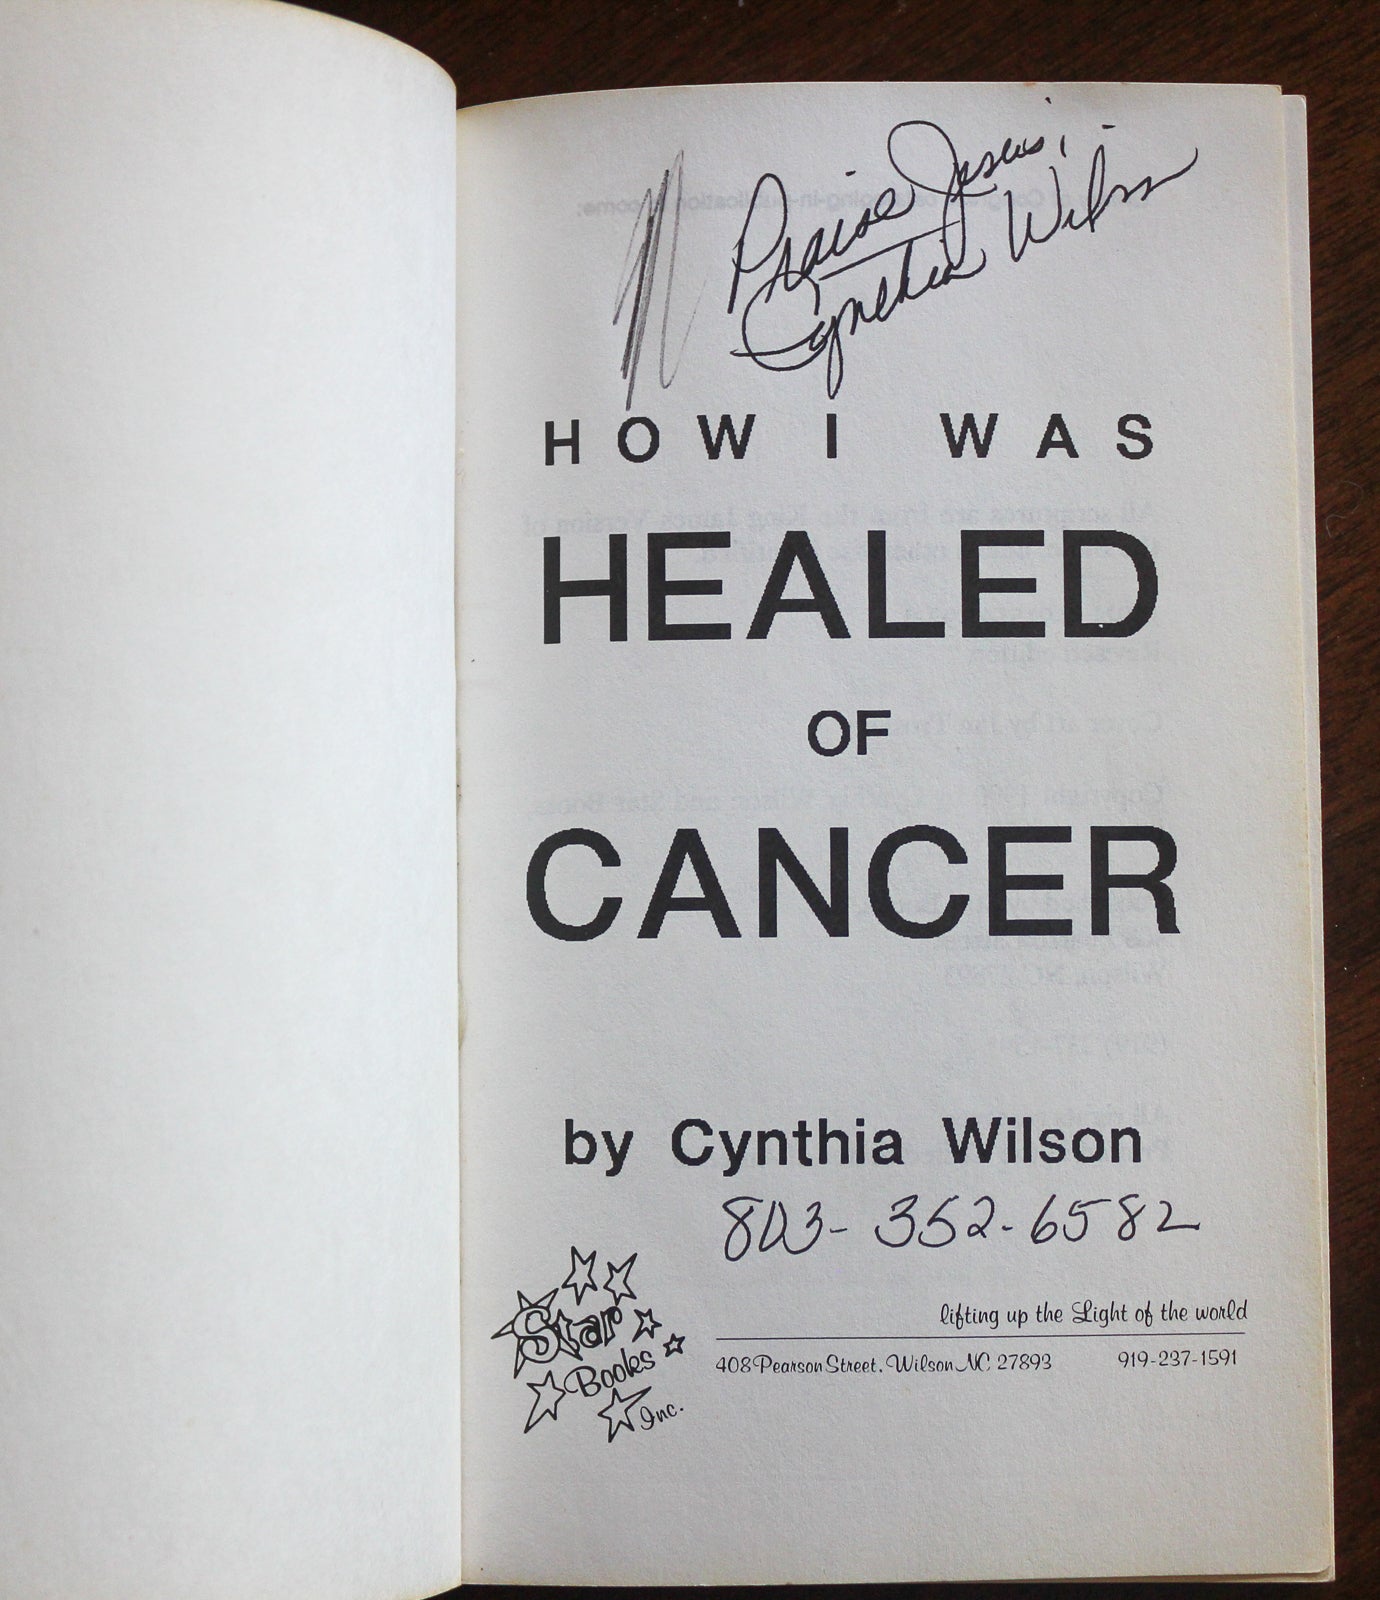 Praise Jesus,
Cynthia Wilson
HOW I WAS
HEALED
OF
CANCER
by Cynthia Wilson
803-352-6582
Star
Books
Inc.
lifting up the Light of the world
408 Pearson Street. Wilson NC 27893 919-237-1591